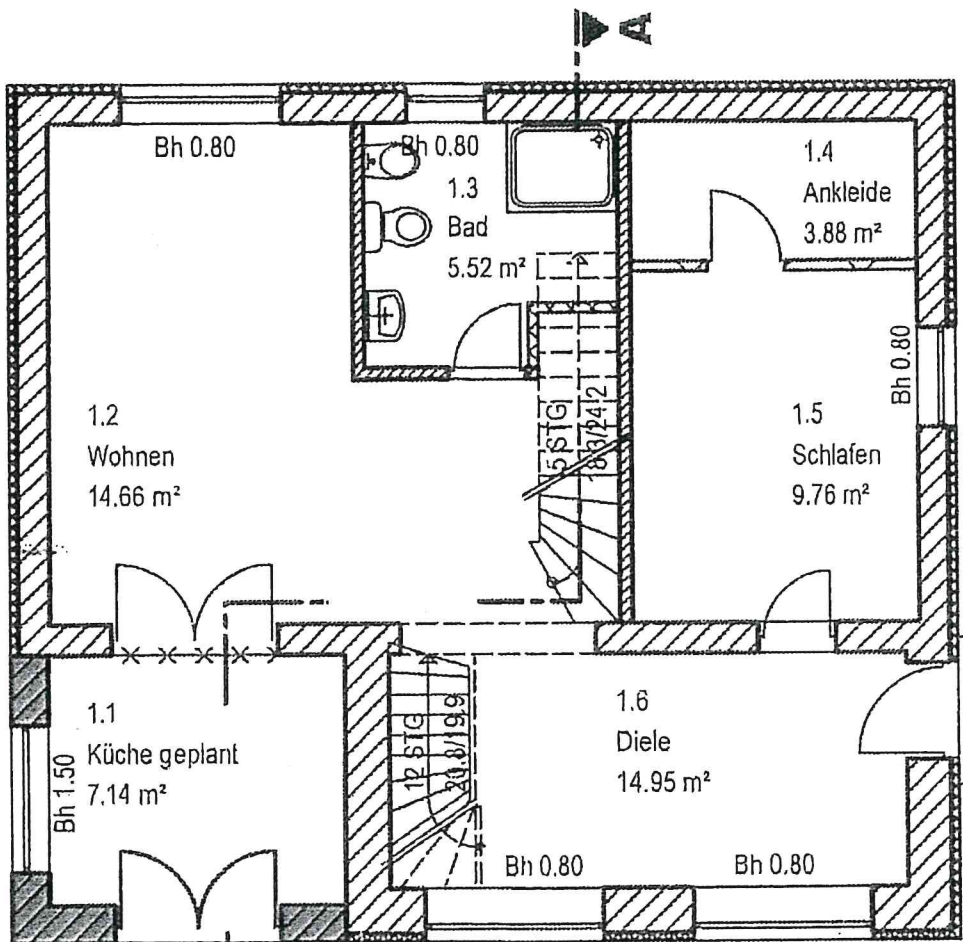 A
Bh 0.80
Bh 0.80
1.3
Bad
5.52 m²
1.4
Ankleide
3.88 m²
Bh 0.80
1.2
Wohnen
14.66 m²
15 STG
18.3/24.2
1.5
Schlafen
9.76 m²
1.1
Küche geplant
7.14 m²
Bh 1.50
12 STG
20.8/19.9
1.6
Diele
14.95 m²
Bh 0.80
Bh 0.80